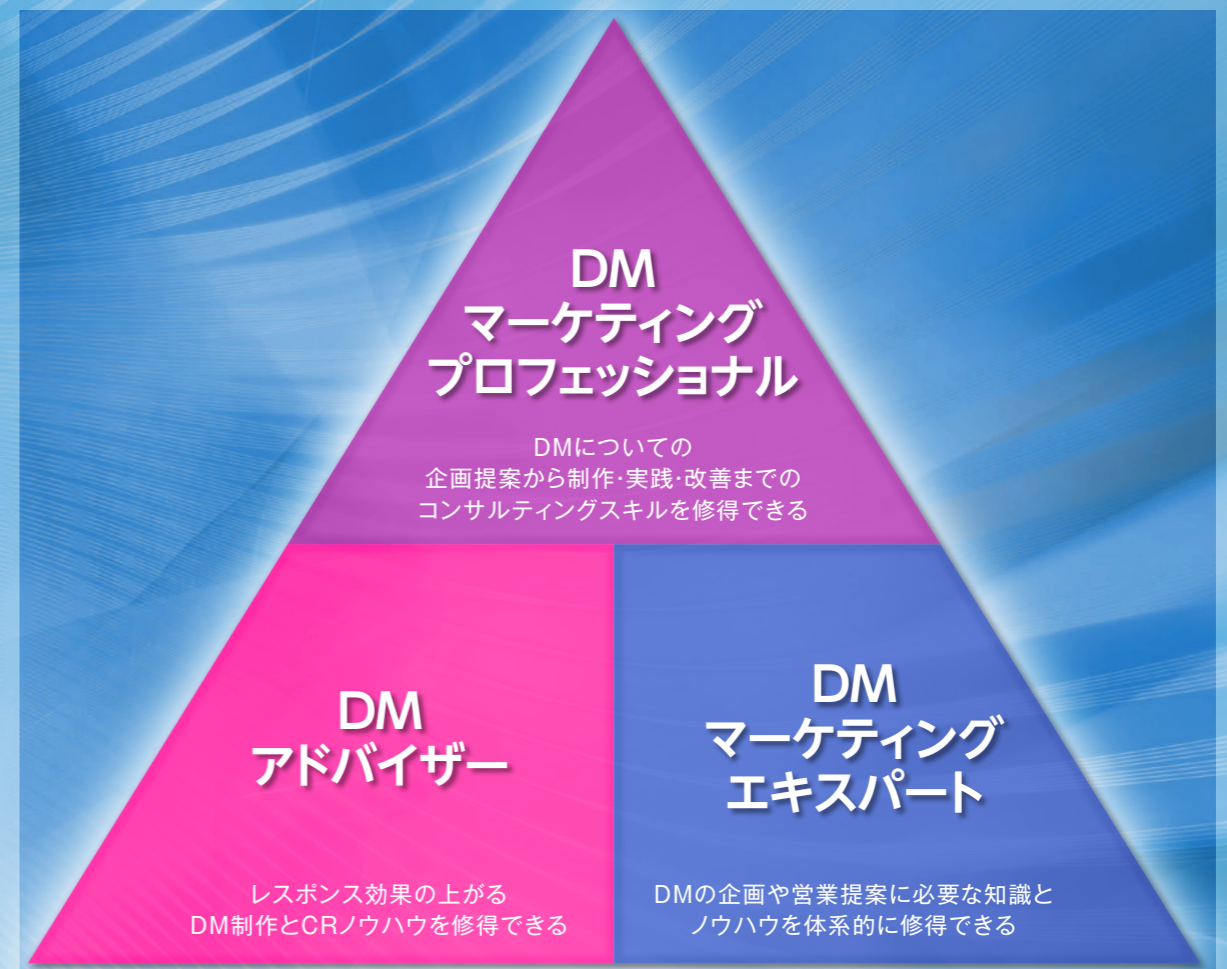 DM
マーケティング
プロフェッショナル
DMについての
企画提案から制作･実践･改善までの
コンサルティングスキルを修得できる
DM
アドバイザー
レスポンス効果の上がる
DM制作とCRノウハウを修得できる
DM
マーケティング
エキスパート
DMの企画や営業提案に必要な知識と
ノウハウを体系的に修得できる